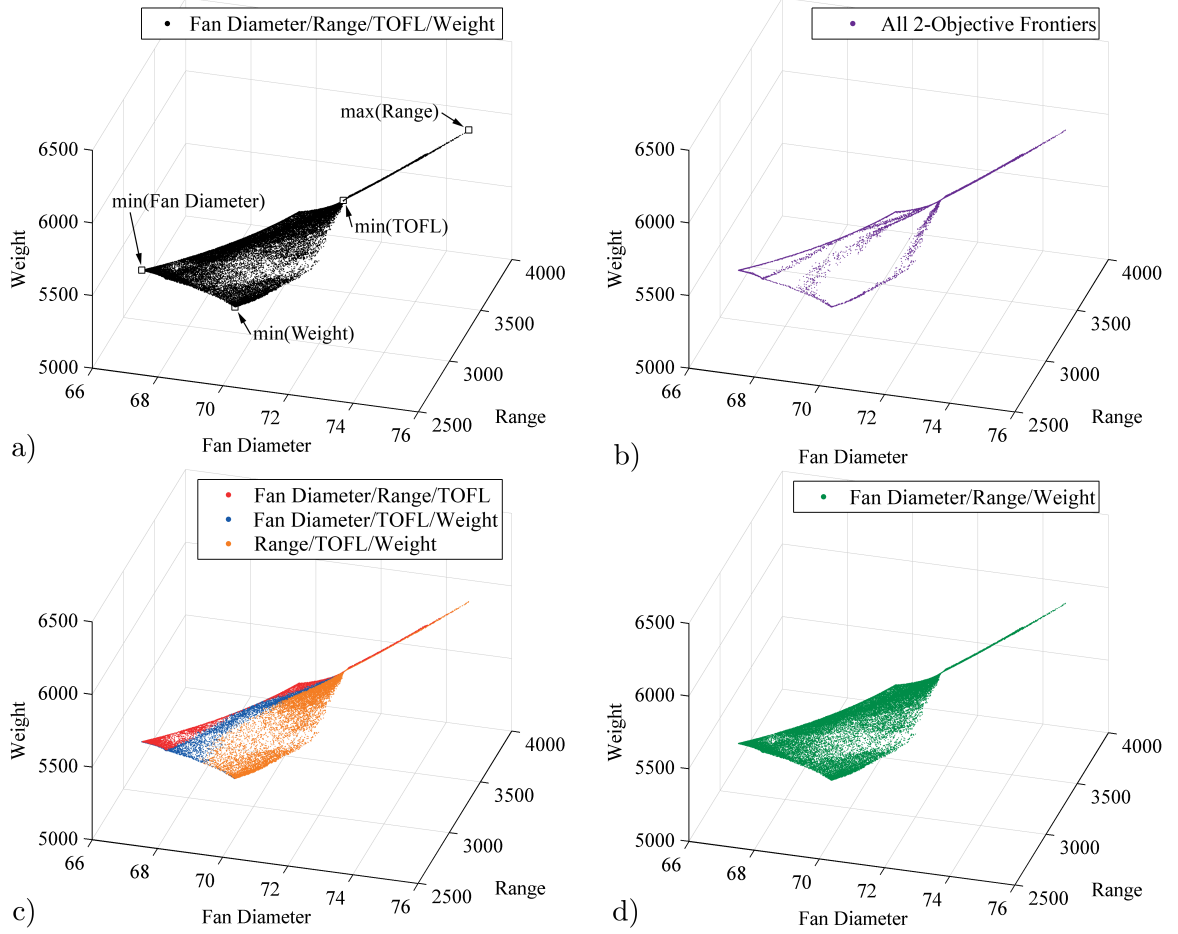 Fan Diameter/Range/TOFL/Weight
max(Range)
min(Fan Diameter)
min(TOFL)
min(Weight)
6500
6000
5500
5000
Weight
66
68
70
72
74
76
Fan Diameter
2500
3000
3500
4000
Range
a)
All 2-Objective Frontiers
6500
6000
5500
5000
Weight
66
68
70
72
74
76
Fan Diameter
2500
3000
3500
4000
Range
b)
Fan Diameter/Range/TOFL
Fan Diameter/TOFL/Weight
Range/TOFL/Weight
6500
6000
5500
5000
Weight
66
68
70
72
74
76
Fan Diameter
2500
3000
3500
4000
Range
c)
Fan Diameter/Range/Weight
6500
6000
5500
5000
Weight
66
68
70
72
74
76
Fan Diameter
2500
3000
3500
4000
Range
d)